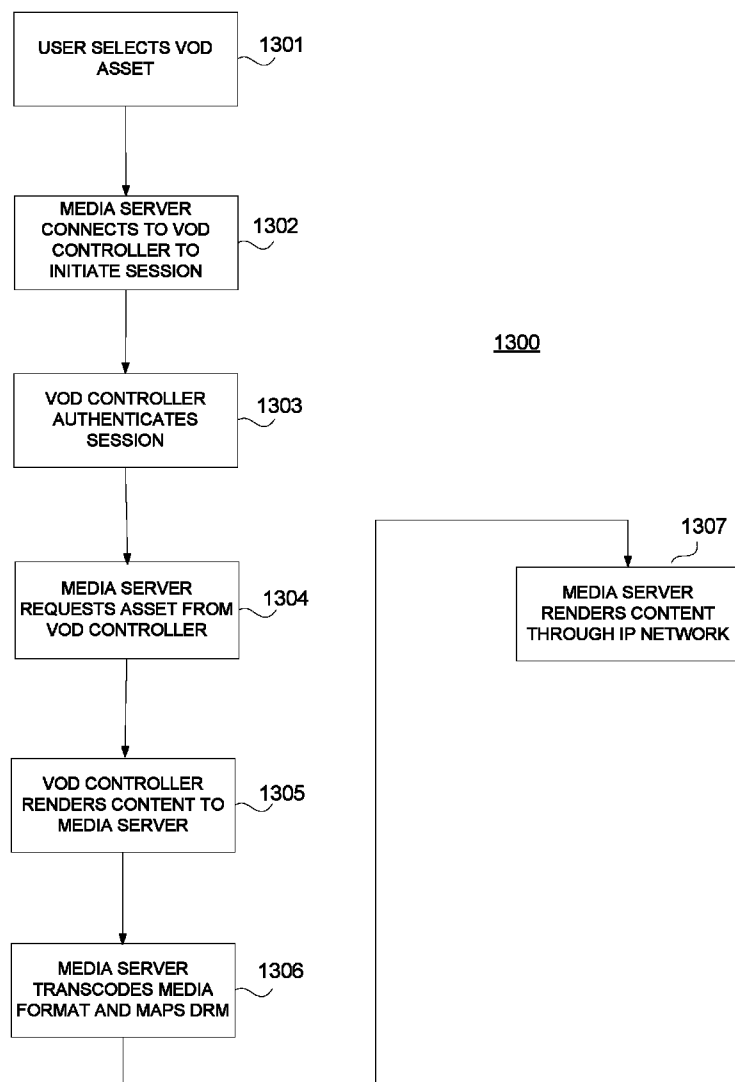 USER SELECTS VOD
ASSET
1301
MEDIA SERVER
CONNECTS TO VOD
CONTROLLER TO
INITIATE SESSION
1302
1300
VOD CONTROLLER
AUTHENTICATES
SESSION
1303
MEDIA SERVER
REQUESTS ASSET FROM
VOD CONTROLLER
1304
VOD CONTROLLER
RENDERS CONTENT TO
MEDIA SERVER
1305
MEDIA SERVER
TRANSCODES MEDIA
FORMAT AND MAPS DRM
1306
1307
MEDIA SERVER
RENDERS CONTENT
THROUGH IP NETWORK